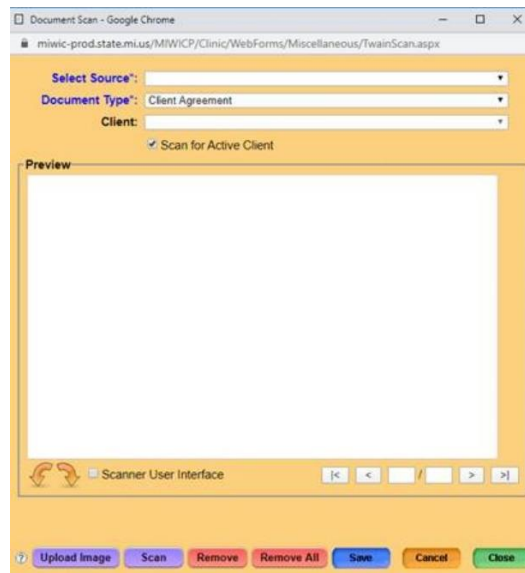 Document Scan - Google Chrome
miwic-prod.state.mi.us/MIWICP/Clinic/WebForms/Miscellaneous/TwainScan.aspx
Select Source*:
Document Type*: Client Agreement
Client:
Scan for Active Client
Preview
Scanner User Interface |< < / > >|
? Upload Image Scan Remove Remove All Save Cancel Close